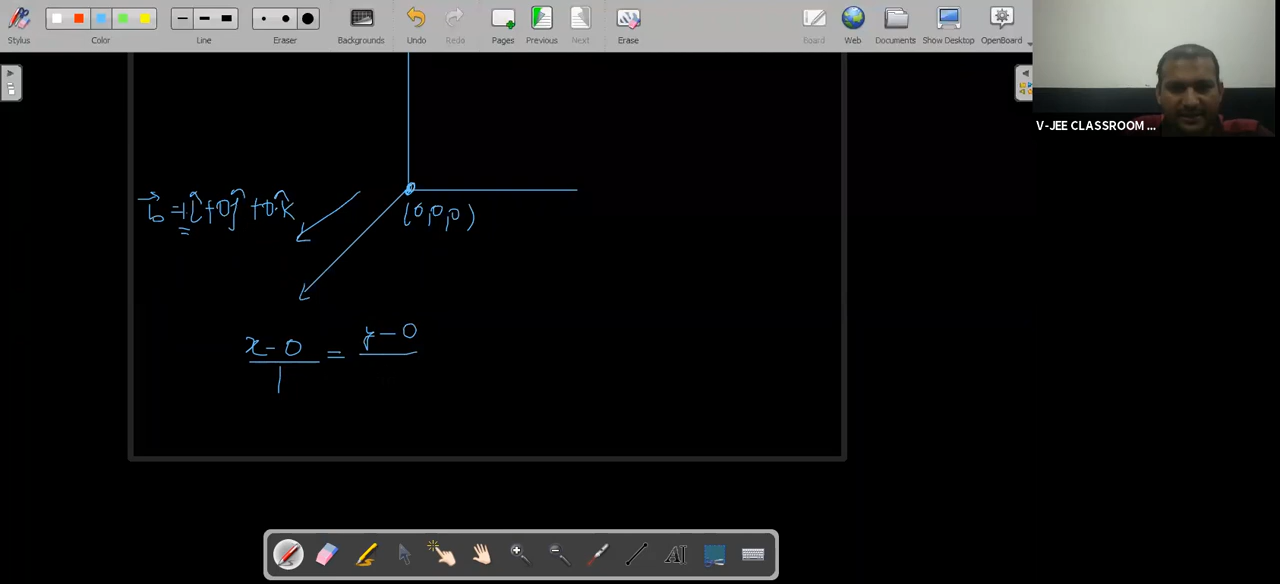 Stylus Color Line Eraser Backgrounds Undo Redo Pages Previous Next Erase Board Web Documents Show Desktop OpenBoard
V-JEE CLASSROOM ...
b⃗ = 1î + 0ĵ + 0·k̂
(0,0,0)
x - 0 = y - 0
1
AI